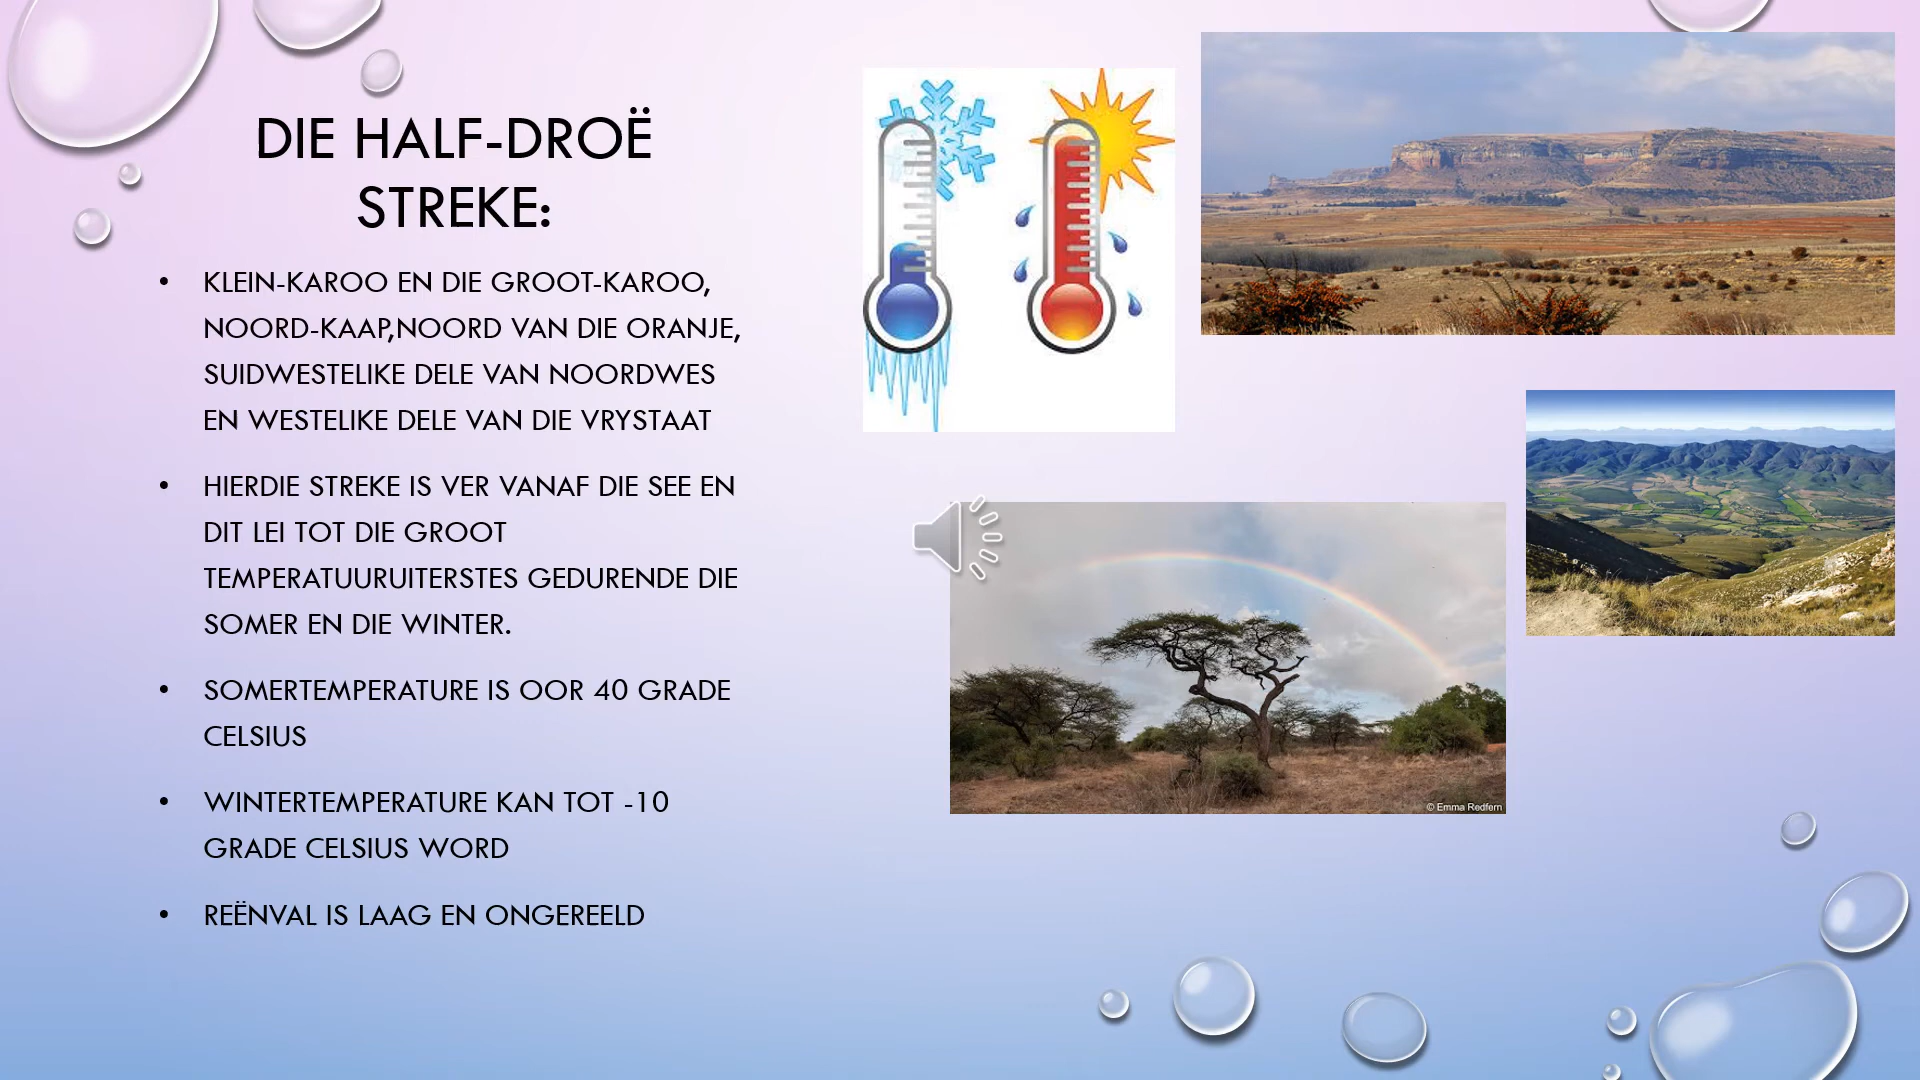 DIE HALF-DROË
STREKE:
• KLEIN-KAROO EN DIE GROOT-KAROO,
NOORD-KAAP,NOORD VAN DIE ORANJE,
SUIDWESTELIKE DELE VAN NOORDWES
EN WESTELIKE DELE VAN DIE VRYSTAAT
• HIERDIE STREKE IS VER VANAF DIE SEE EN
DIT LEI TOT DIE GROOT
TEMPERATUURUITERSTES GEDURENDE DIE
SOMER EN DIE WINTER.
• SOMERTEMPERATURE IS OOR 40 GRADE
CELSIUS
• WINTERTEMPERATURE KAN TOT -10
GRADE CELSIUS WORD
• REËNVAL IS LAAG EN ONGEREELD
© Emma Redfern